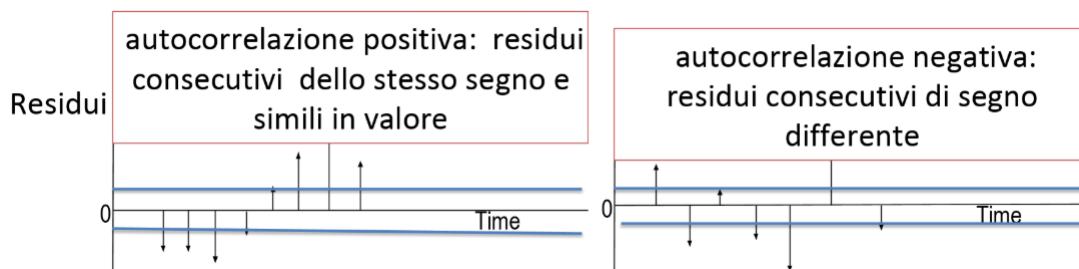 autocorrelazione positiva: residui
consecutivi dello stesso segno e
simili in valore
Residui
0
Time
autocorrelazione negativa:
residui consecutivi di segno
differente
0
Time